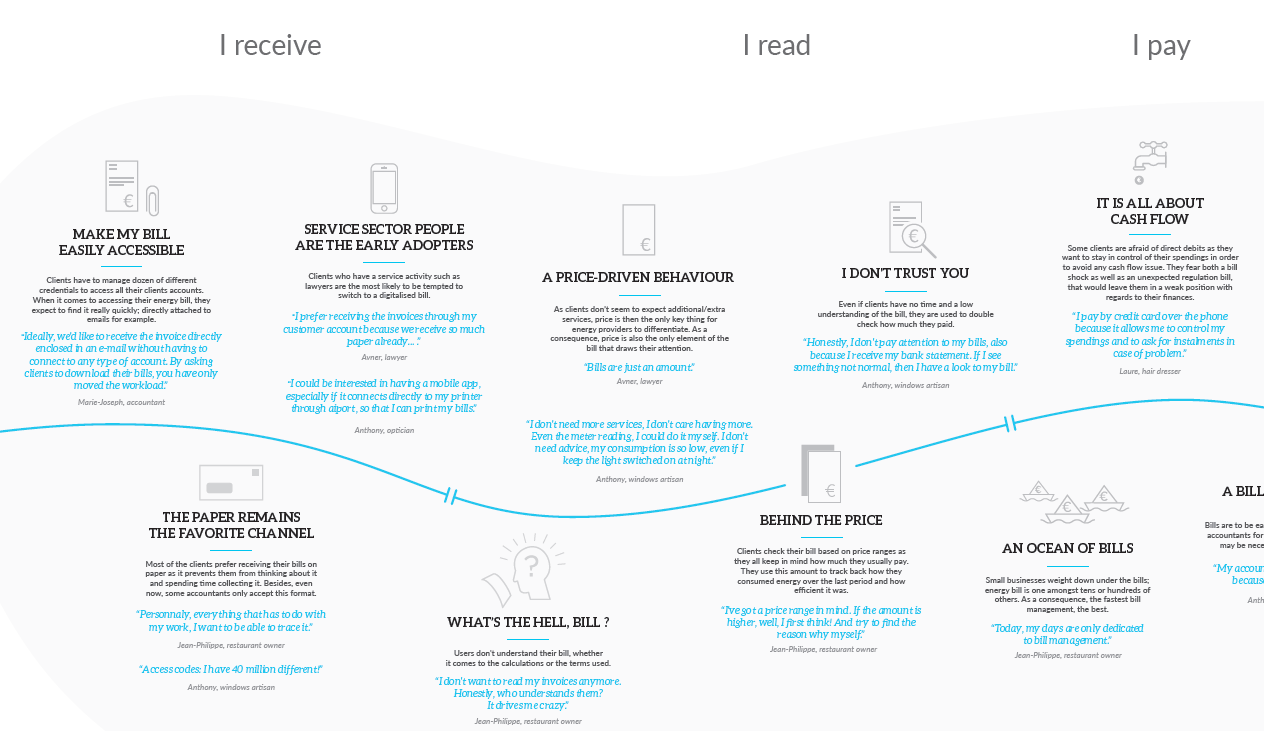 I receive
I read
I pay
MAKE MY BILL
EASILY ACCESSIBLE
Clients have to manage dozen of different
credentials to access all their clients accounts.
When it comes to accessing their energy bill, they
expect to find it really quickly; directly attached to
emails for example.
“Ideally, we'd like to receive the invoice directly
enclosed in an e-mail without having to
connect to any type of account. By asking
clients to download their bills, you have only
moved the workload.”
Marie-Joseph, accountant
SERVICE SECTOR PEOPLE
ARE THE EARLY ADOPTERS
Clients who have a service activity such as
lawyers are the most likely to be tempted to
switch to a digitalised bill.
“I prefer receiving the invoices through my
customer account because we receive so much
paper already... .”
Avner, lawyer
“I could be interested in having a mobile app,
especially if it connects directly to my printer
through aiport, so that I can print my bills.”
Anthony, optician
€
A PRICE-DRIVEN BEHAVIOUR
As clients don't seem to expect additional/extra
services, price is then the only key thing for
energy providers to differentiate. As a
consequence, price is also the only element of the
bill that draws their attention.
“Bills are just an amount.”
Avner, lawyer
“I don't need more services, I don't care having more.
Even the meter reading, I could do it myself. I don't
need advice, my consumption is so low, even if I
keep the light switched on at night.”
Anthony, windows artisan
€
I DON'T TRUST YOU
Even if clients have no time and a low
understanding of the bill, they are used to double
check how much they paid.
“Honestly, I don't pay attention to my bills, also
because I receive my bank statement. If I see
something not normal, then I have a look to my bill.”
Anthony, windows artisan
€
IT IS ALL ABOUT
CASH FLOW
Some clients are afraid of direct debits as they
want to stay in control of their spendings in order
to avoid any cash flow issue. They fear both a bill
shock as well as an unexpected regulation bill,
that would leave them in a weak position with
regards to their finances.
“I pay by credit card over the phone
because it allows me to control my
spendings and to ask for instalments in
case of problem.”
Laure, hair dresser
€
THE PAPER REMAINS
THE FAVORITE CHANNEL
Most of the clients prefer receiving their bills on
paper as it prevents them from thinking about it
and spending time collecting it. Besides, even
now, some accountants only accept this format.
“Personnaly, everything that has to do with
my work, I want to be able to trace it.”
Jean-Philippe, restaurant owner
“Access codes: I have 40 million different!”
Anthony, windows artisan
?
WHAT'S THE HELL, BILL ?
Users don't understand their bill, whether
it comes to the calculations or the terms used.
“I don't want to read my invoices anymore.
Honestly, who understands them?
It drives me crazy.”
Jean-Philippe, restaurant owner
€
BEHIND THE PRICE
Clients check their bill based on price ranges as
they all keep in mind how much they usually pay.
They use this amount to track back how they
consumed energy over the last period and how
efficient it was.
“I've got a price range in mind. If the amount is
higher, well, I first think! And try to find the
reason why myself.”
Jean-Philippe, restaurant owner
€ € €
AN OCEAN OF BILLS
Small businesses weight down under the bills;
energy bill is one amongst tens or hundreds of
others. As a consequence, the fastest bill
management, the best.
“Today, my days are only dedicated
to bill management.”
Jean-Philippe, restaurant owner
A BILL
Bills are to be ea
accountants for
may be nece
“My accoun
becaus
Anth